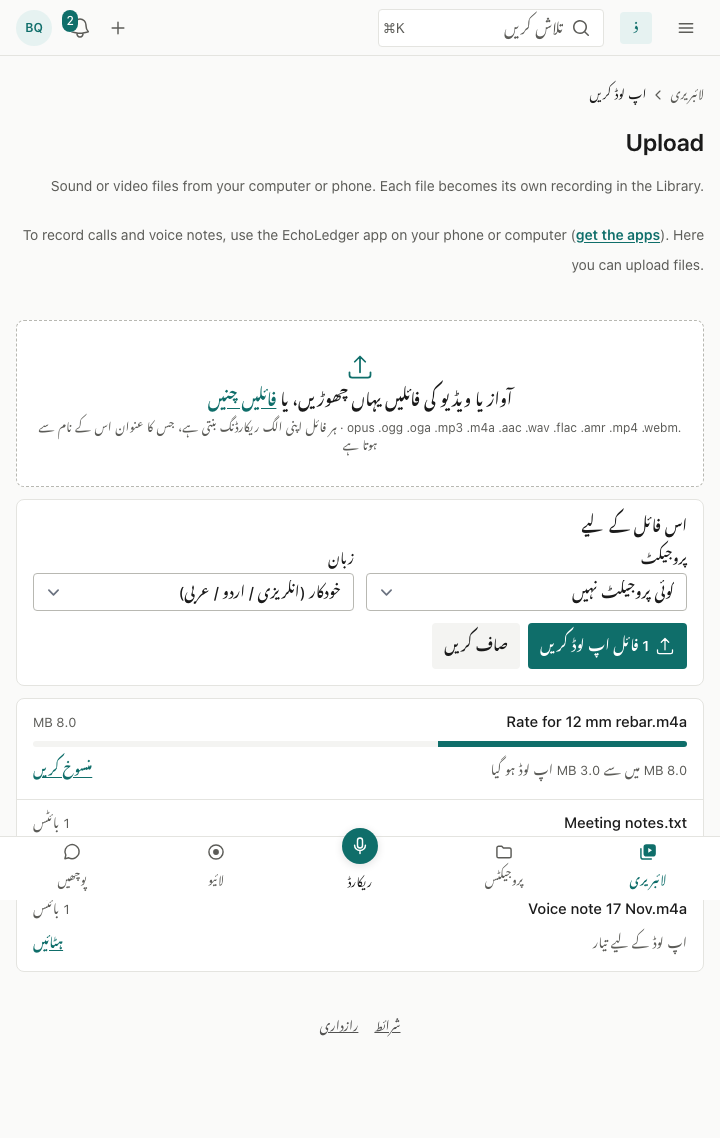 ذ
تلاش کریں
⌘K
2
BQ
لائبریری
اپ لوڈ کریں
Upload
Sound or video files from your computer or phone. Each file becomes its own recording in the Library.
To record calls and voice notes, use the EchoLedger app on your phone or computer (get the apps). Here
you can upload files.
آواز یا ویڈیو کی فائلیں یہاں چھوڑیں، یا فائلیں چنیں
opus .ogg .oga .mp3 .m4a .aac .wav .flac .amr .mp4 .webm. · ہر فائل اپنی الگ ریکارڈنگ بنتی ہے، جس کا عنوان اس کے نام سے
ہوتا ہے
اس فائل کے لیے
پروجیکٹ
کوئی پروجیکٹ نہیں
زبان
خودکار (انگریزی / اردو / عربی)
1 فائل اپ لوڈ کریں
صاف کریں
Rate for 12 mm rebar.m4a
8.0 MB
8.0 MB میں سے 3.0 MB اپ لوڈ ہو گیا
منسوخ کریں
Meeting notes.txt
1 بائٹس
لائبریری
پروجیکٹس
ریکارڈ
لائیو
پوچھیں
Voice note 17 Nov.m4a
1 بائٹس
اپ لوڈ کے لیے تیار
ہٹائیں
شرائط
رازداری